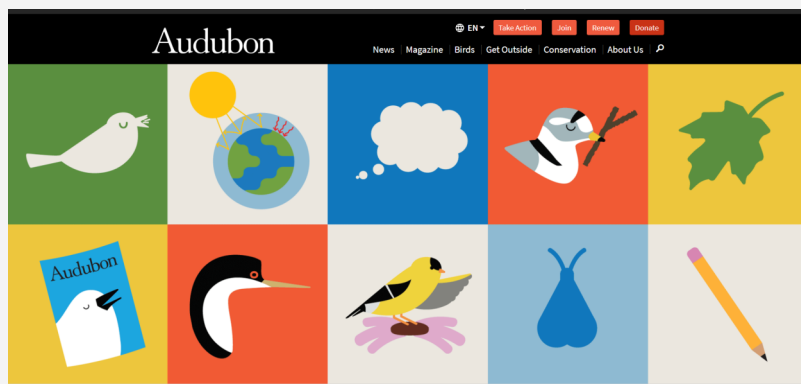 EN Take Action Join Renew Donate
Audubon
News Magazine Birds Get Outside Conservation About Us
Audubon